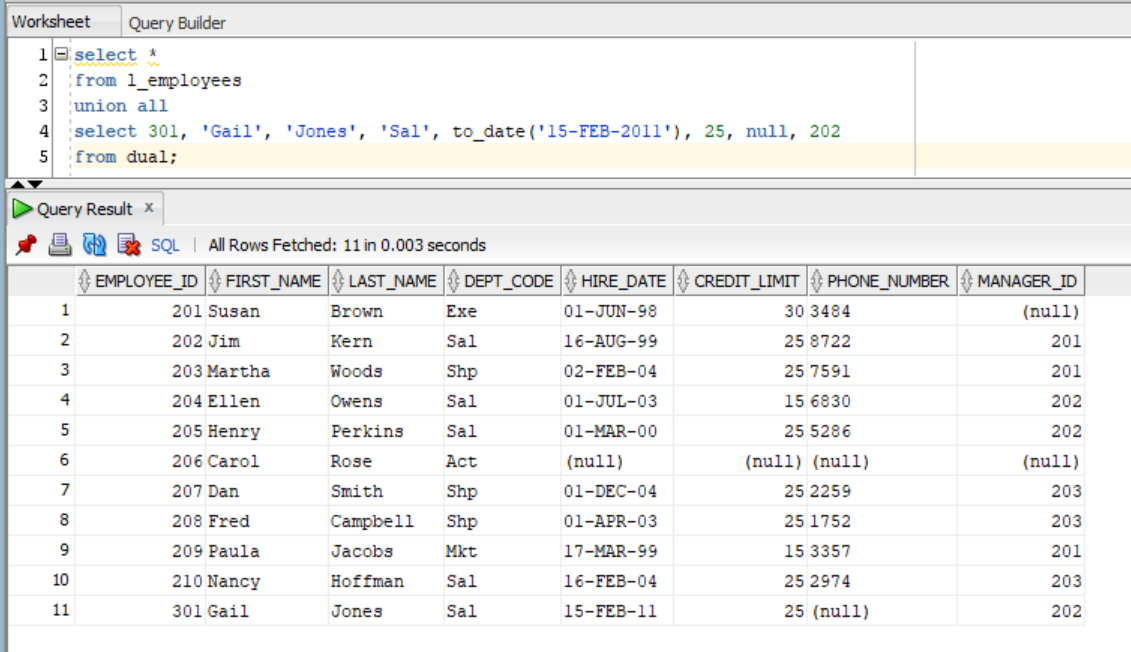 Worksheet Query Builder
1 select *
2 from l_employees
3 union all
4 select 301, 'Gail', 'Jones', 'Sal', to_date('15-FEB-2011'), 25, null, 202
5 from dual;
Query Result x
SQL | All Rows Fetched: 11 in 0.003 seconds
EMPLOYEE_ID FIRST_NAME LAST_NAME DEPT_CODE HIRE_DATE CREDIT_LIMIT PHONE_NUMBER MANAGER_ID
1 201 Susan Brown Exe 01-JUN-98 30 3484 (null)
2 202 Jim Kern Sal 16-AUG-99 25 8722 201
3 203 Martha Woods Shp 02-FEB-04 25 7591 201
4 204 Ellen Owens Sal 01-JUL-03 15 6830 202
5 205 Henry Perkins Sal 01-MAR-00 25 5286 202
6 206 Carol Rose Act (null) (null) (null) (null)
7 207 Dan Smith Shp 01-DEC-04 25 2259 203
8 208 Fred Campbell Shp 01-APR-03 25 1752 203
9 209 Paula Jacobs Mkt 17-MAR-99 15 3357 201
10 210 Nancy Hoffman Sal 16-FEB-04 25 2974 203
11 301 Gail Jones Sal 15-FEB-11 25 (null) 202